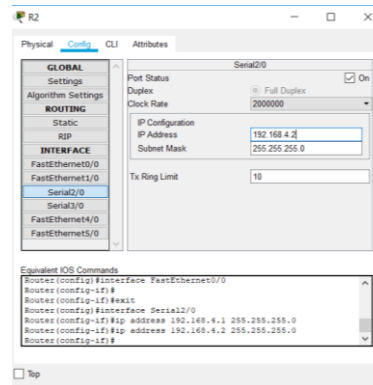 R2
Physical Config CLI Attributes
GLOBAL
Settings
Algorithm Settings
ROUTING
Static
RIP
INTERFACE
FastEthernet0/0
FastEthernet1/0
Serial2/0
Serial3/0
FastEthernet4/0
FastEthernet5/0
Serial2/0
Port Status On
Duplex Full Duplex
Clock Rate 2000000
IP Configuration
IP Address 192.168.4.2
Subnet Mask 255.255.255.0
Tx Ring Limit 10
Equivalent IOS Commands
Router(config)#interface FastEthernet0/0
Router(config-if)#
Router(config-if)#exit
Router(config)#interface Serial2/0
Router(config-if)#ip address 192.168.4.1 255.255.255.0
Router(config-if)#ip address 192.168.4.2 255.255.255.0
Router(config-if)#
Top